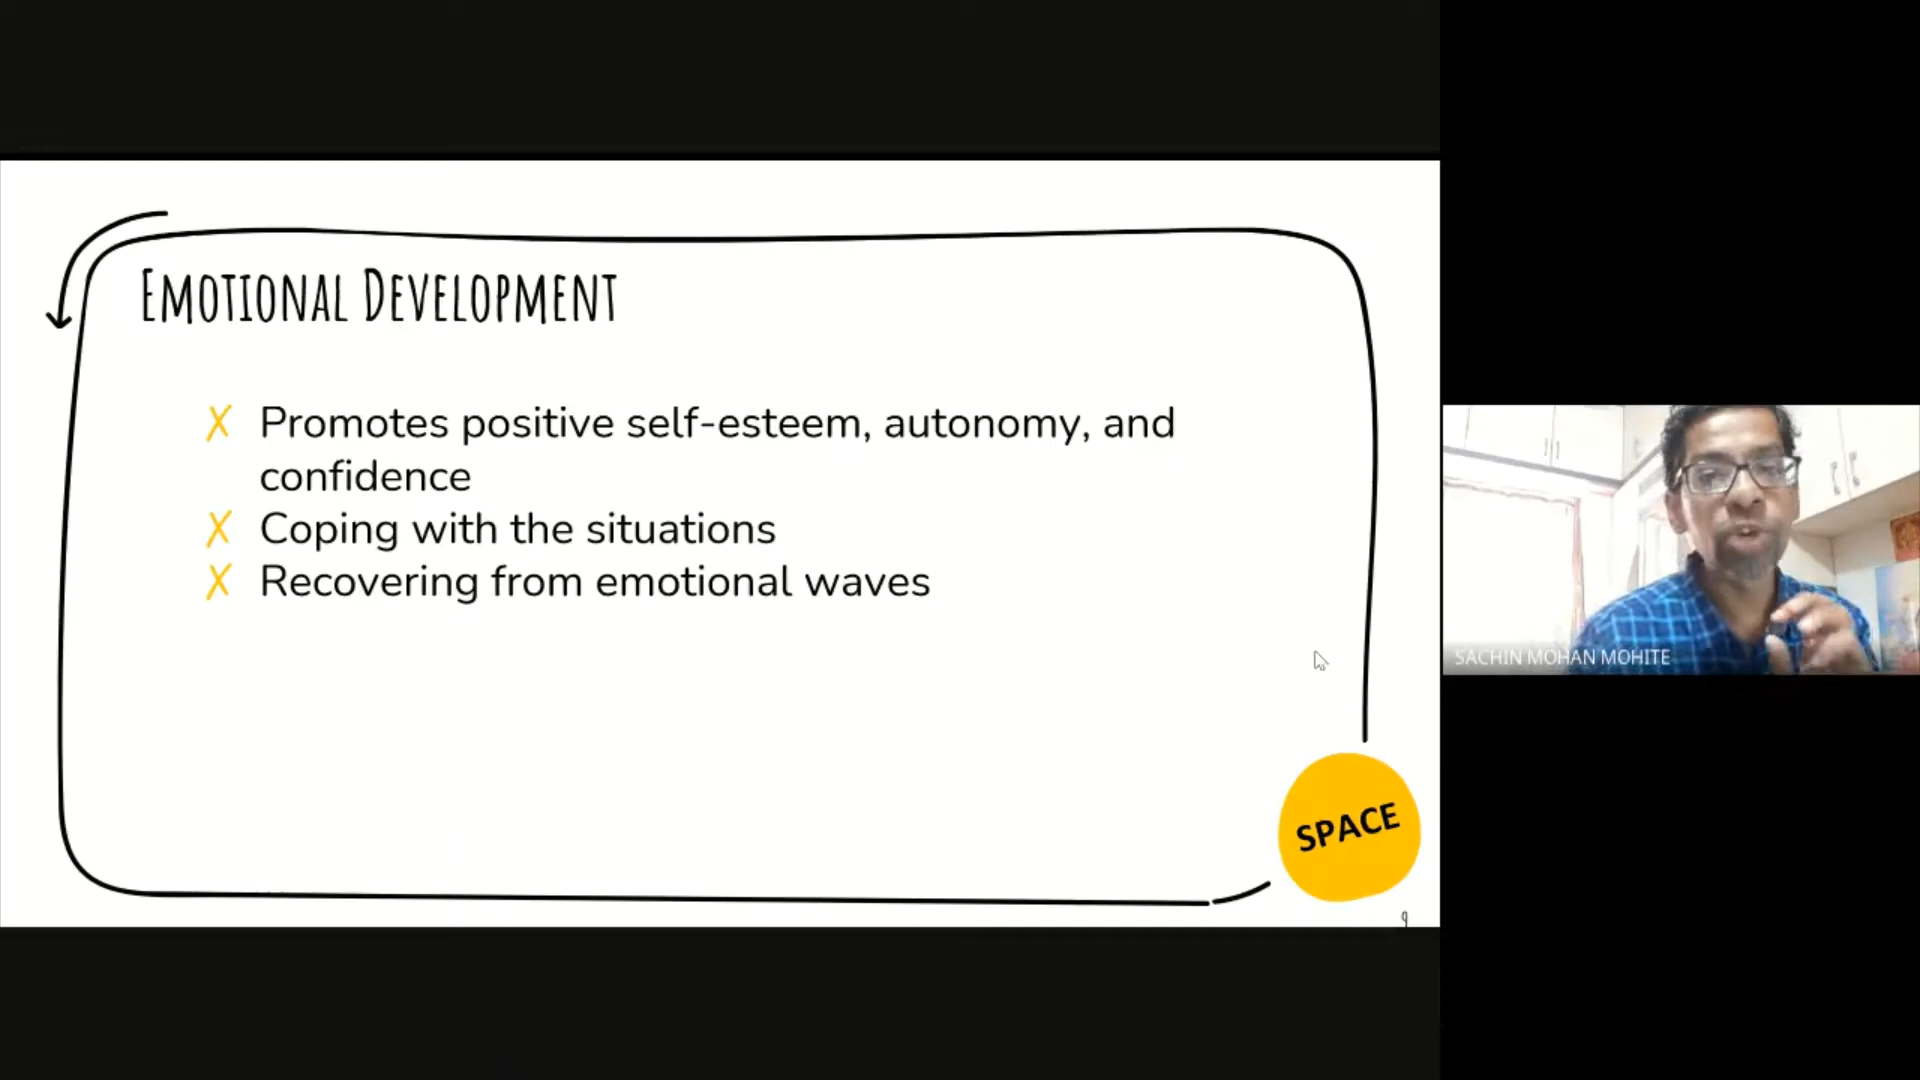 Emotional Development
✗ Promotes positive self-esteem, autonomy, and
confidence
✗ Coping with the situations
✗ Recovering from emotional waves
SPACE
9
SACHIN MOHAN MOHITE